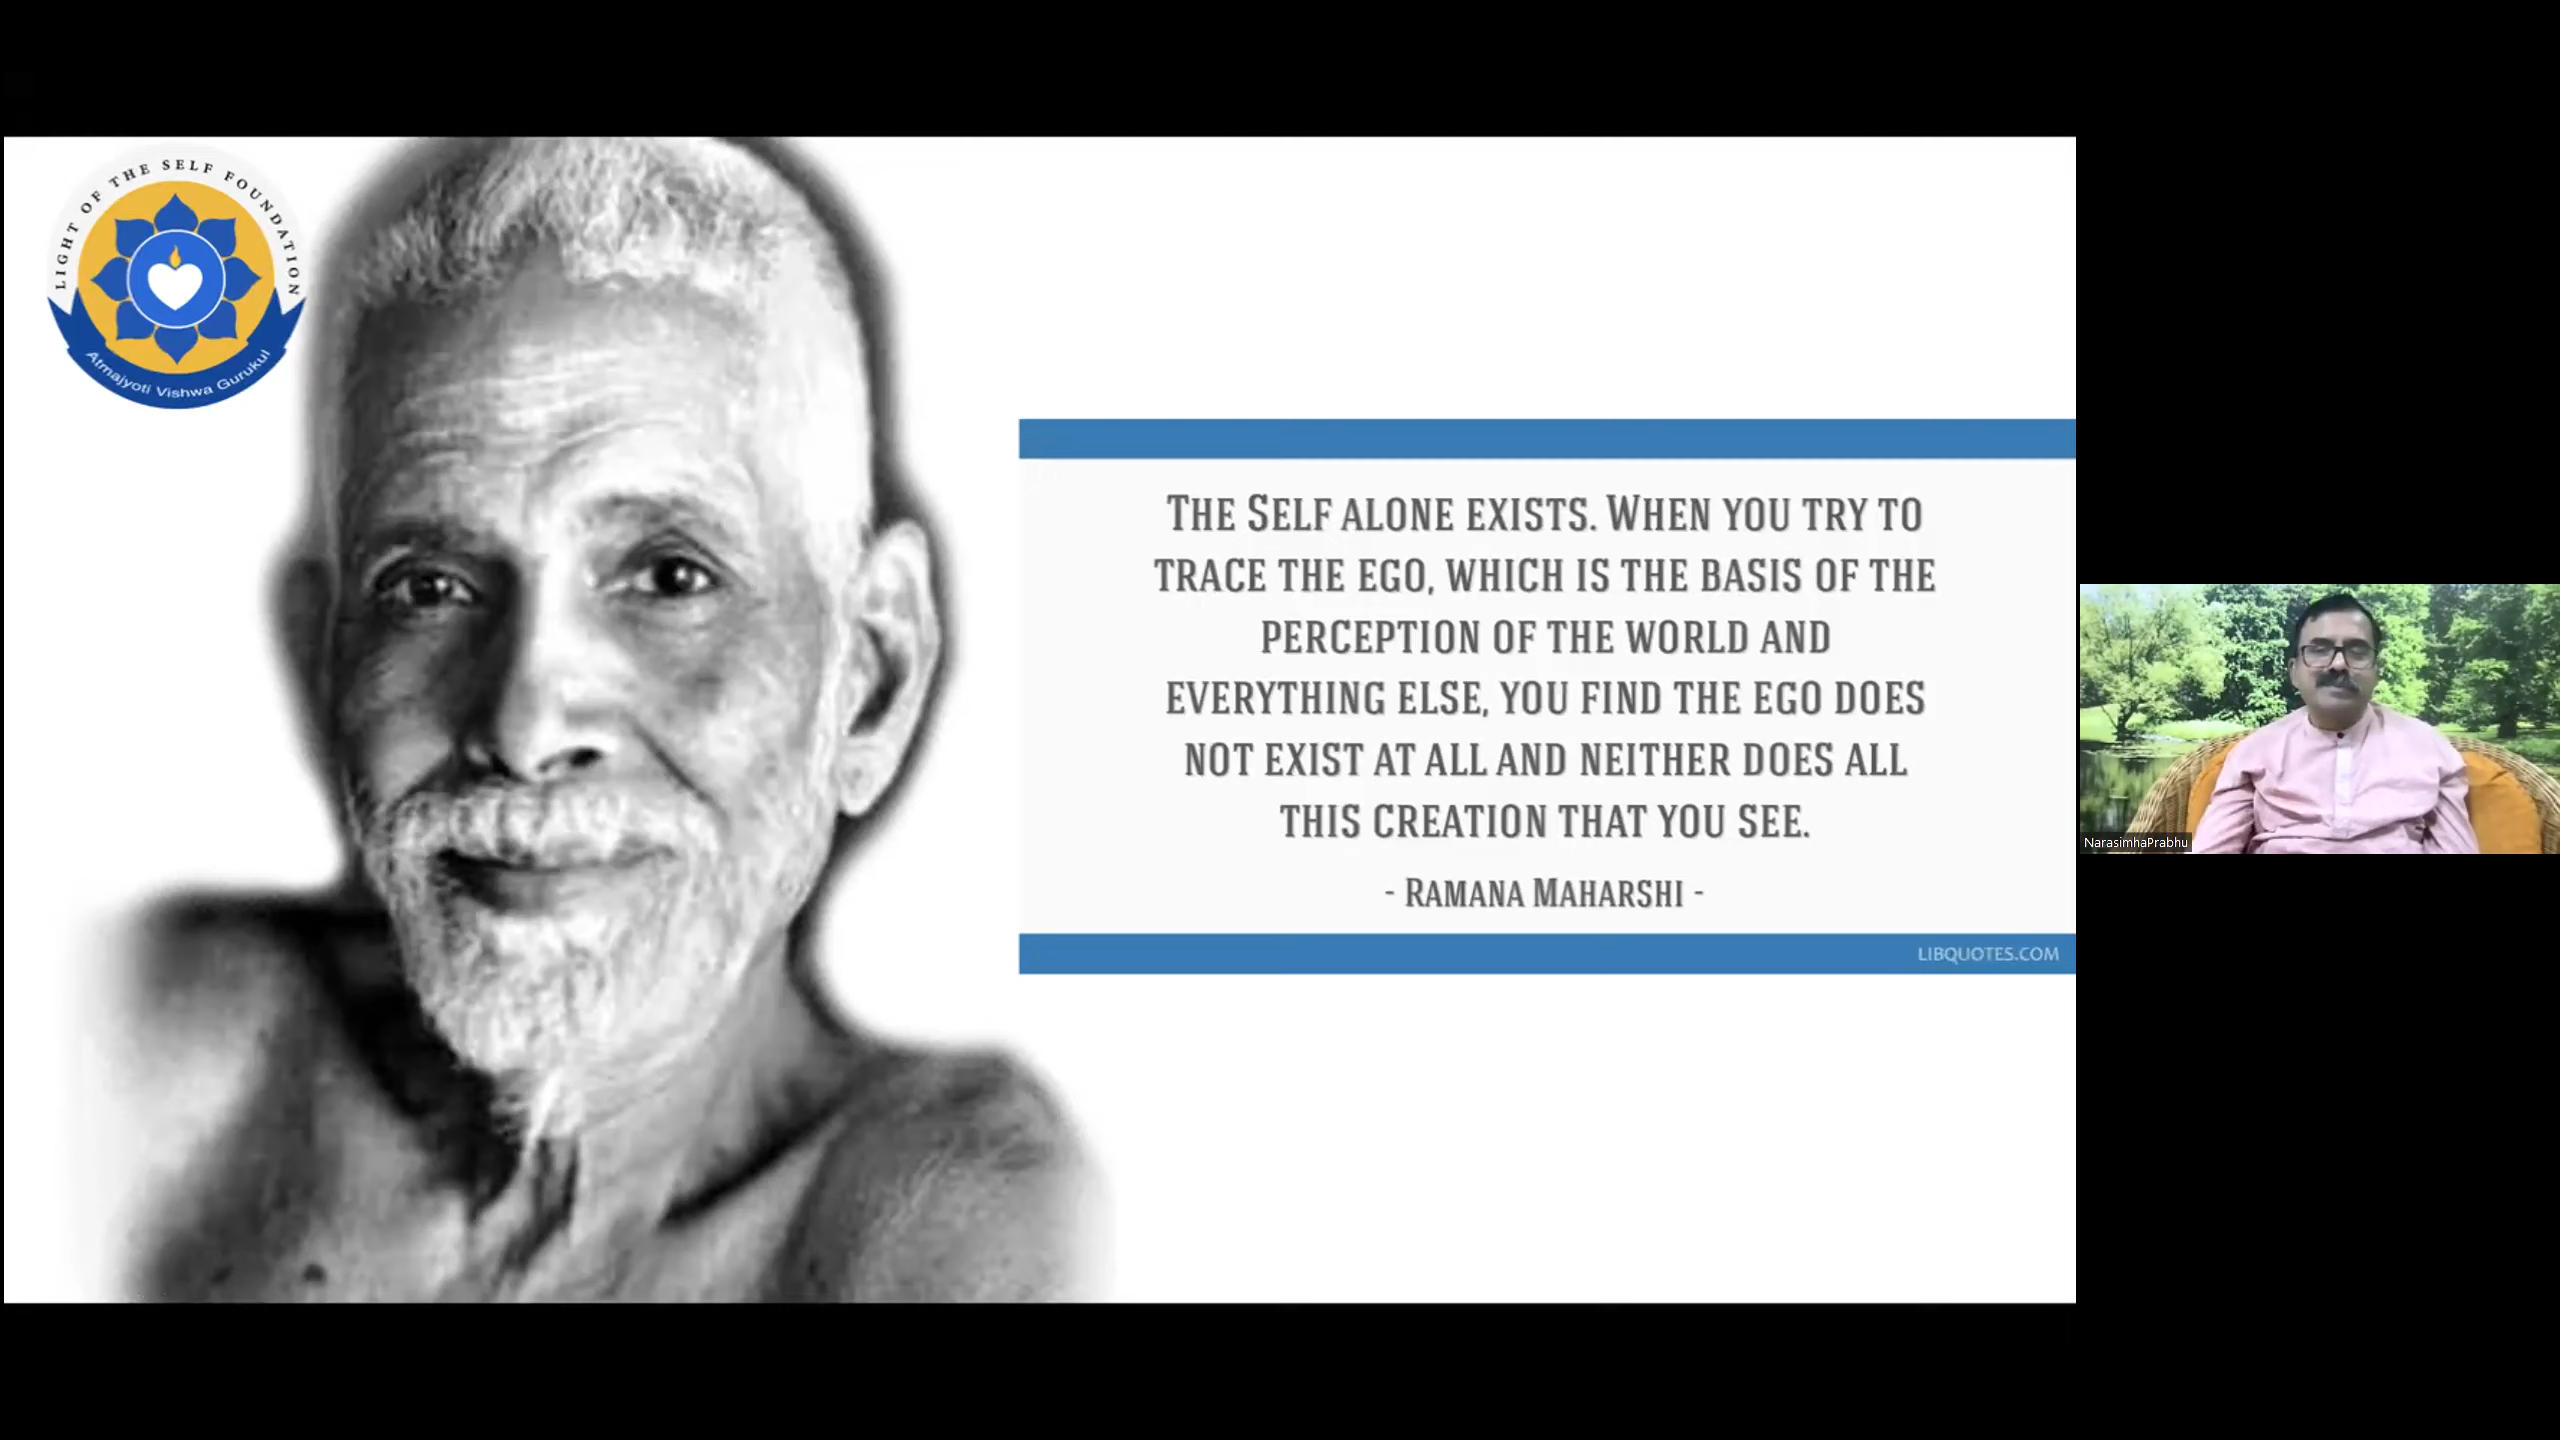 LIGHT OF THE SELF FOUNDATION
Atmajyoti Vishwa Gurukul
THE SELF ALONE EXISTS. WHEN YOU TRY TO
TRACE THE EGO, WHICH IS THE BASIS OF THE
PERCEPTION OF THE WORLD AND
EVERYTHING ELSE, YOU FIND THE EGO DOES
NOT EXIST AT ALL AND NEITHER DOES ALL
THIS CREATION THAT YOU SEE.
- RAMANA MAHARSHI -
LIBQUOTES.COM
NarasimhaPrabhu